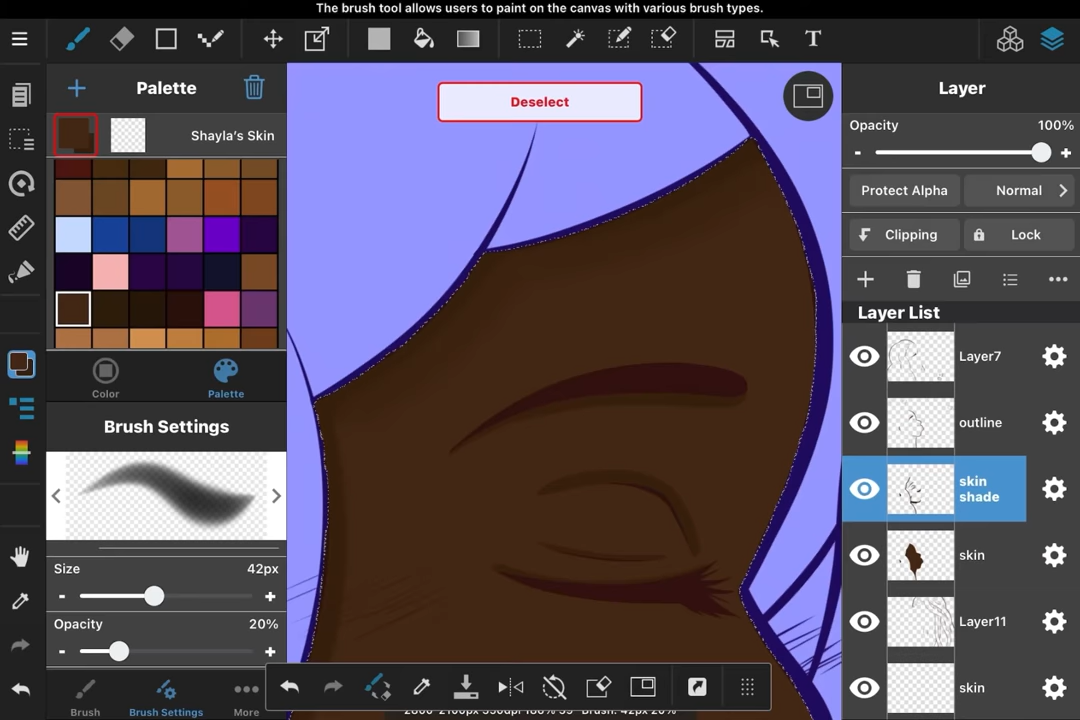 The brush tool allows users to paint on the canvas with various brush types.
Palette
Shayla's Skin
Color
Palette
Brush Settings
Size
42px
Opacity
20%
Brush
Brush Settings
More
Deselect
T
Layer
Opacity
100%
Protect Alpha
Normal
Clipping
Lock
Layer List
Layer7
outline
skin
shade
skin
Layer11
skin